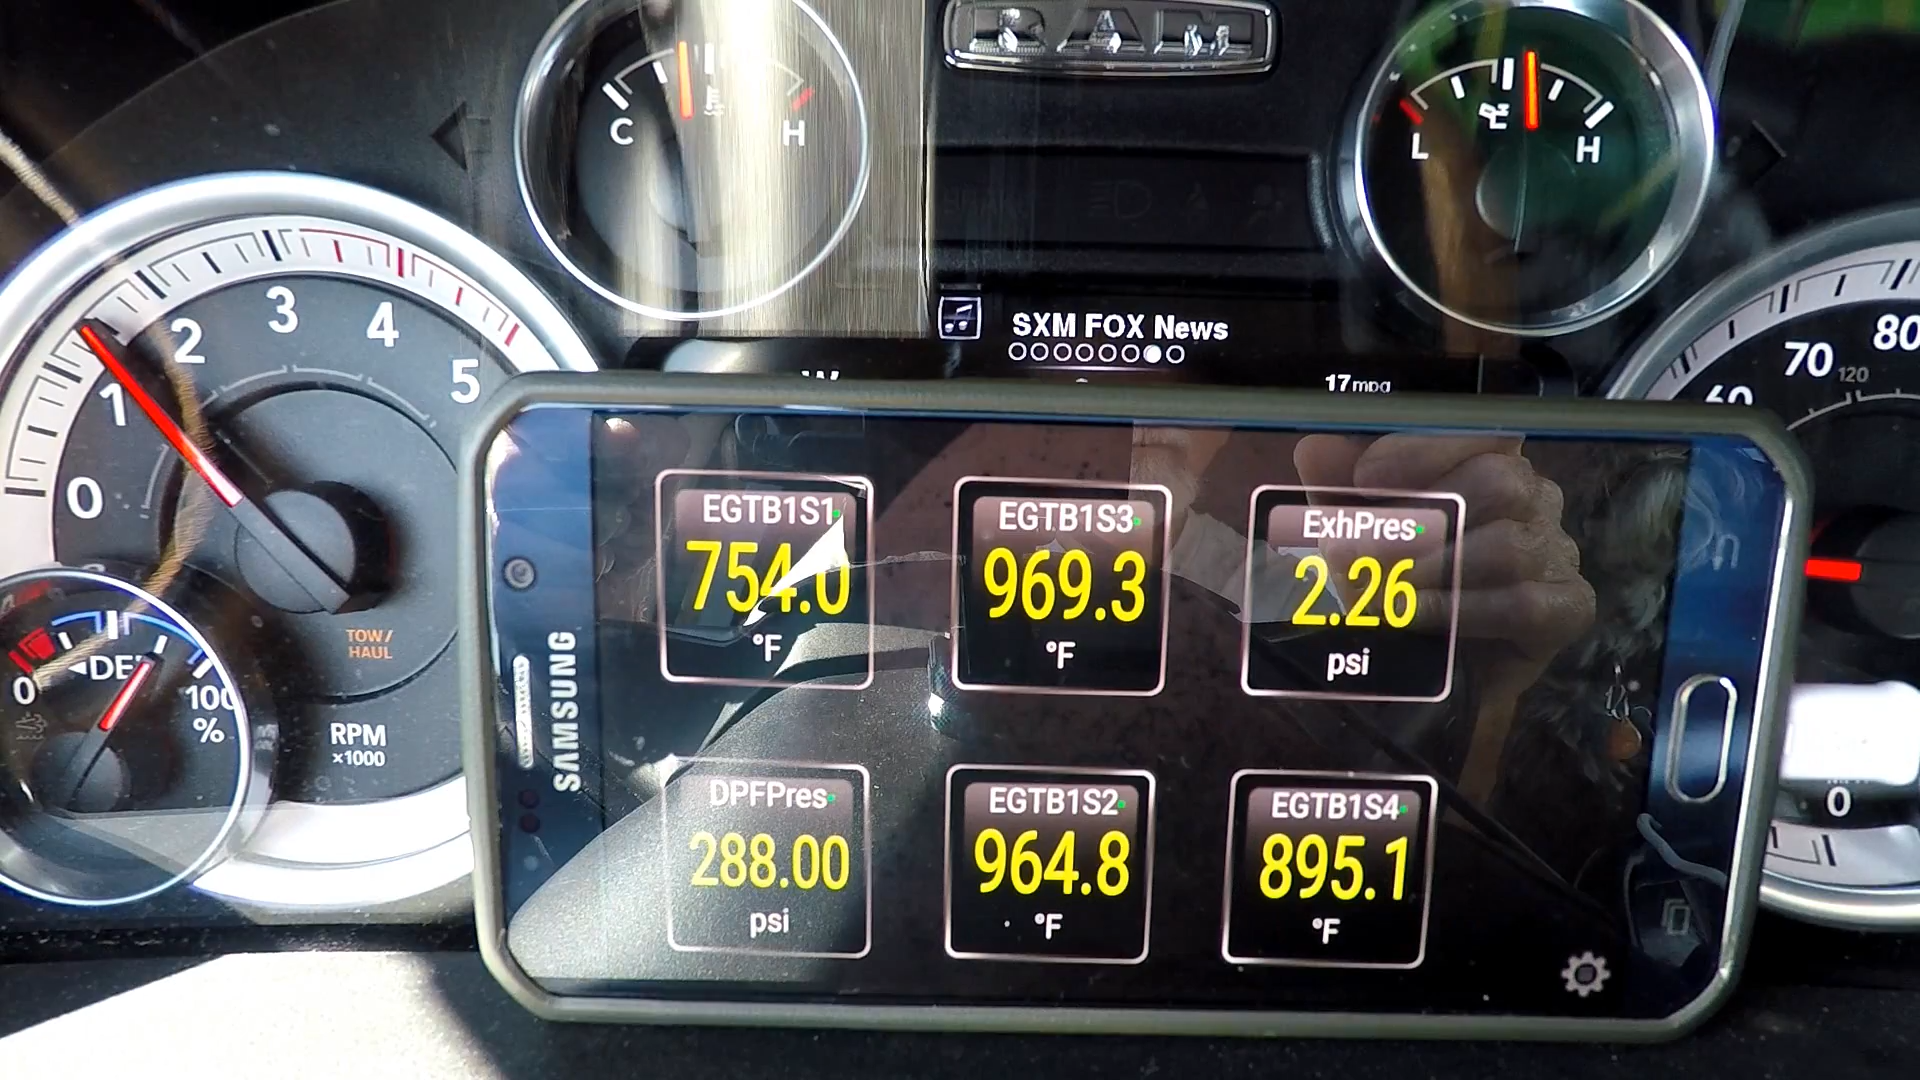 RAM
C H
L H
SXM FOX News
17 mpg
0 1 2 3 4 5
TOW/
HAUL
RPM
x1000
0 100
%
70 80
120
0
SAMSUNG
EGTB1S1
754.0
°F
EGTB1S3
969.3
°F
ExhPres
2.26
psi
DPFPres
288.00
psi
EGTB1S2
964.8
°F
EGTB1S4
895.1
°F